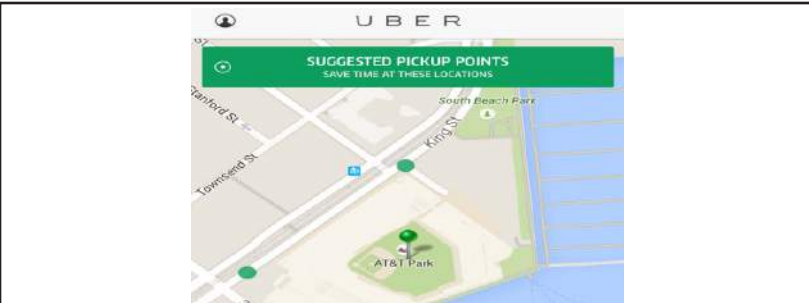 UBER
SUGGESTED PICKUP POINTS
SAVE TIME AT THESE LOCATIONS
Stanford St
South Beach Park
King St
Townsend St
AT&T Park